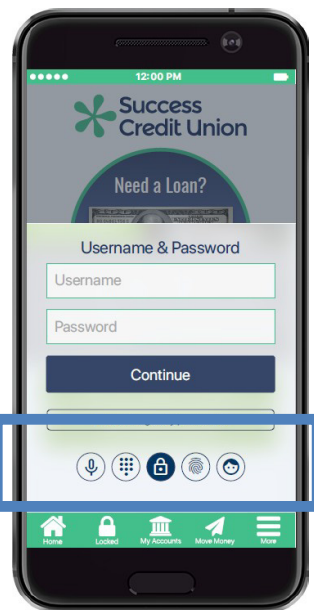 12:00 PM
Success
Credit Union
Need a Loan?
Username & Password
Username
Password
Continue
Home Locked My Accounts Move Money More